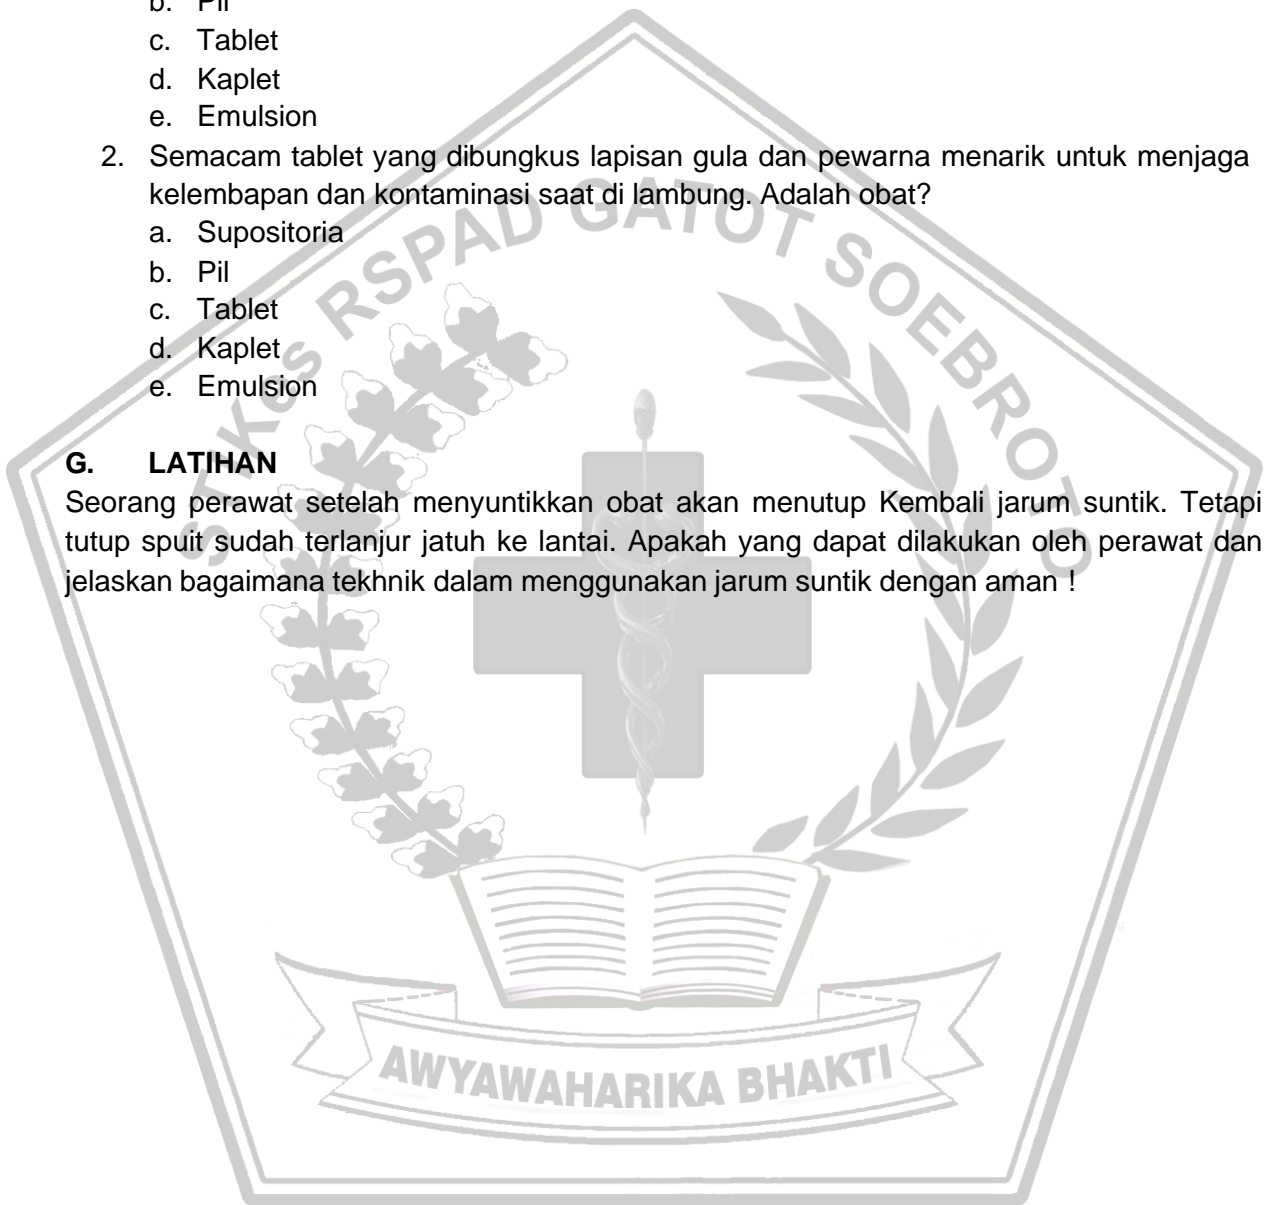 b. Pil
c. Tablet
d. Kaplet
e. Emulsion
2. Semacam tablet yang dibungkus lapisan gula dan pewarna menarik untuk menjaga
kelembapan dan kontaminasi saat di lambung. Adalah obat?
a. Supositoria
b. Pil
c. Tablet
d. Kaplet
e. Emulsion
G. LATIHAN
Seorang perawat setelah menyuntikkan obat akan menutup Kembali jarum suntik. Tetapi
tutup spuit sudah terlanjur jatuh ke lantai. Apakah yang dapat dilakukan oleh perawat dan
jelaskan bagaimana tekhnik dalam menggunakan jarum suntik dengan aman !
STIKes RSPAD GATOT SOEBROTO
AWYAWAHARIKA BHAKTI